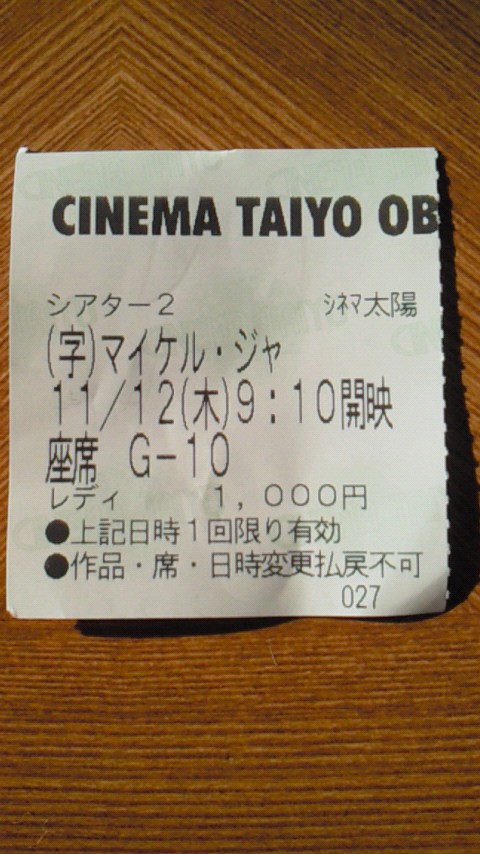 CINEMA TAIYO OB
シアター2 ｼﾈﾏ太陽
(字)マイケル・ジャ
11/12(木)9:10開映
座席 G-10
レディ 1,000円
●上記日時1回限り有効
●作品・席・日時変更払戻不可
027